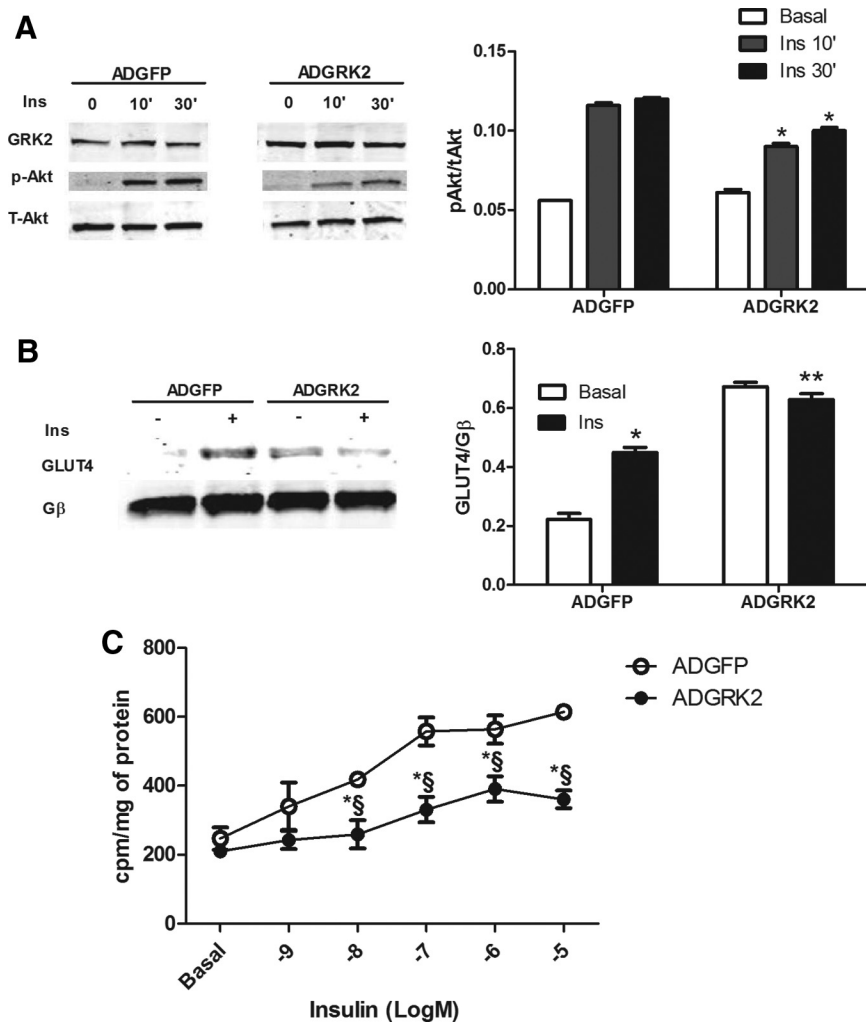 A
ADGFP
ADGRK2
Ins
0
10'
30'
0
10'
30'
GRK2
p-Akt
T-Akt
Basal
Ins 10'
Ins 30'
pAkt/tAkt
0.15
0.10
0.05
0.00
*
*
ADGFP
ADGRK2
B
ADGFP
ADGRK2
Ins
-
+
-
+
GLUT4
Gβ
Basal
Ins
GLUT4/Gβ
0.8
0.6
0.4
0.2
0.0
*
**
ADGFP
ADGRK2
C
ADGFP
ADGRK2
cpm/mg of protein
800
600
400
200
0
*§
*§
*§
*§
Basal
-9
-8
-7
-6
-5
Insulin (LogM)